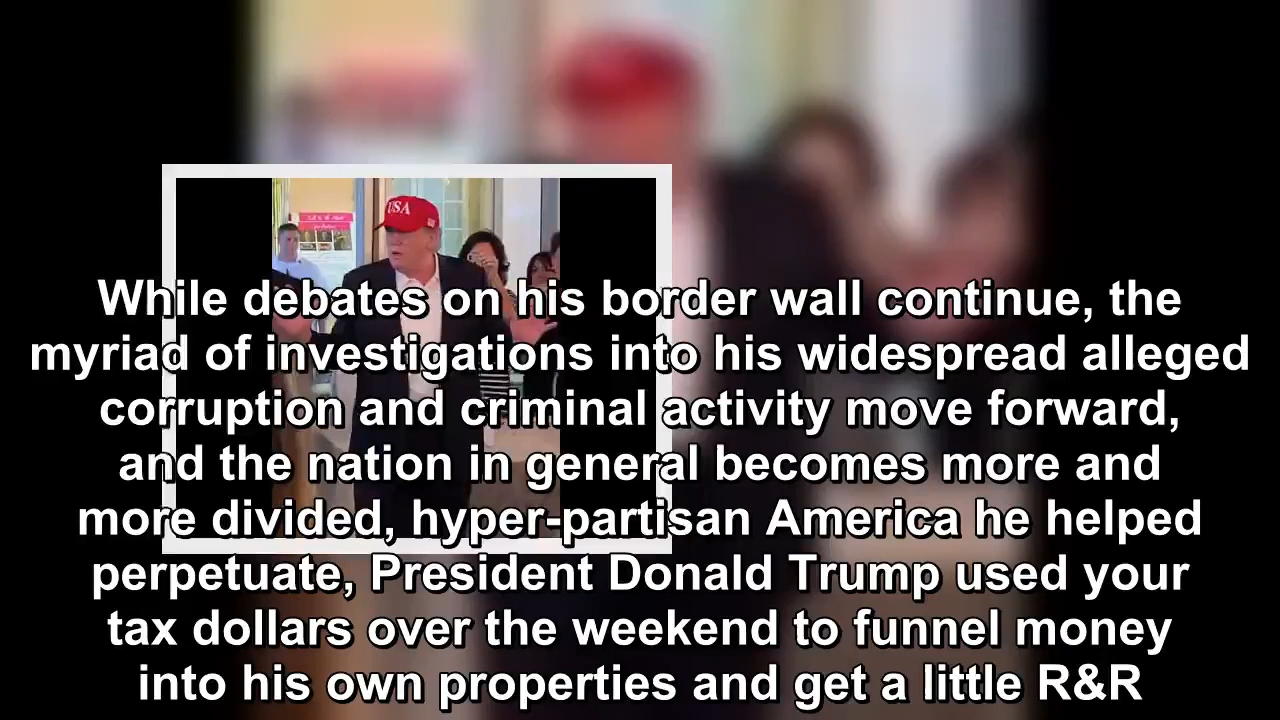 USA
While debates on his border wall continue, the
myriad of investigations into his widespread alleged
corruption and criminal activity move forward,
and the nation in general becomes more and
more divided, hyper-partisan America he helped
perpetuate, President Donald Trump used your
tax dollars over the weekend to funnel money
into his own properties and get a little R&R